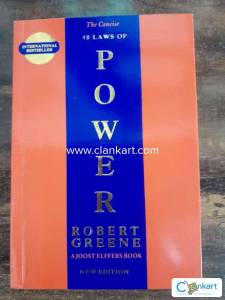 The Concise
48 LAWS OF
INTERNATIONAL
BESTSELLER
P
O
W
E
R
www.clankart.com
ROBERT
GREENE
A JOOST ELFFERS BOOK
NEW EDITION
Clankart